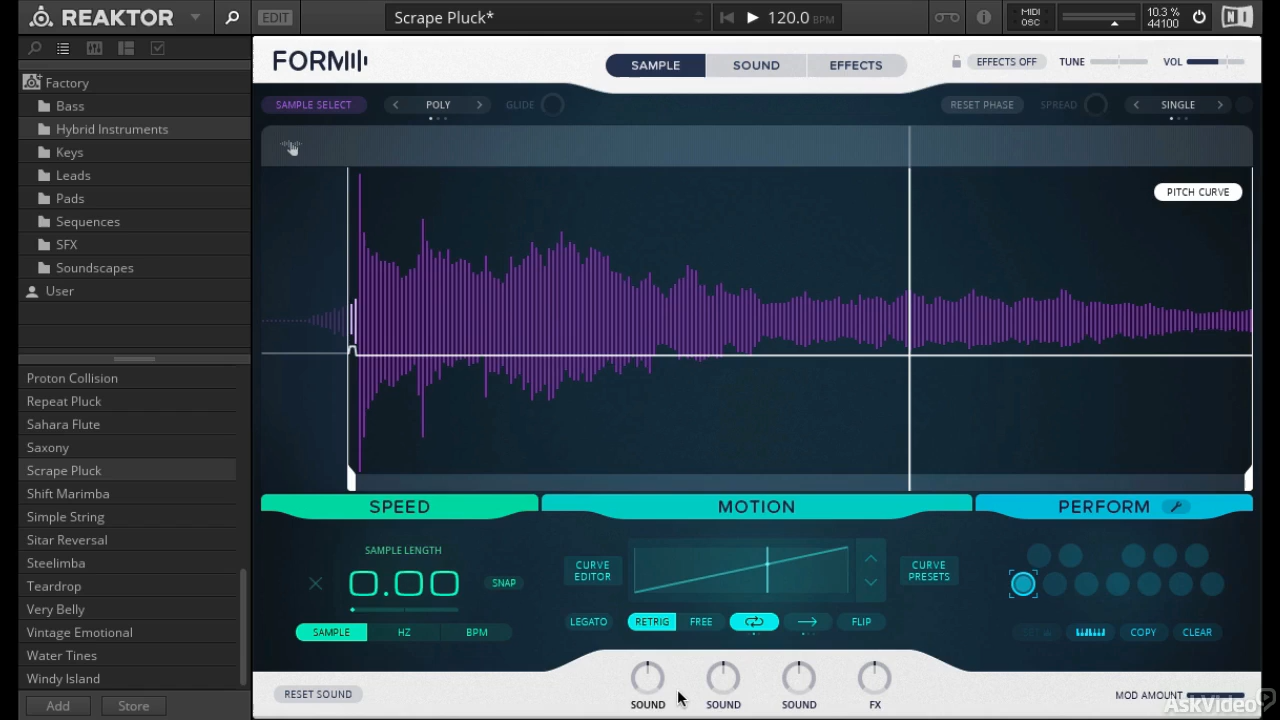 REAKTOR
EDIT
Scrape Pluck*
120.0 BPM
MIDI
OSC
10.3 %
44100
NI
FORM
SAMPLE
SOUND
EFFECTS
EFFECTS OFF
TUNE
VOL
SAMPLE SELECT
POLY
GLIDE
RESET PHASE
SPREAD
SINGLE
Factory
Bass
Hybrid Instruments
Keys
Leads
Pads
Sequences
SFX
Soundscapes
User
PITCH CURVE
Proton Collision
Repeat Pluck
Sahara Flute
Saxony
Scrape Pluck
Shift Marimba
Simple String
Sitar Reversal
Steelimba
Teardrop
Very Belly
Vintage Emotional
Water Tines
Windy Island
Add
Store
SPEED
MOTION
PERFORM
SAMPLE LENGTH
0.00
SNAP
SAMPLE
HZ
BPM
CURVE
EDITOR
CURVE
PRESETS
LEGATO
RETRIG
FREE
FLIP
COPY
CLEAR
RESET SOUND
SOUND
SOUND
SOUND
FX
MOD AMOUNT
AskVideo